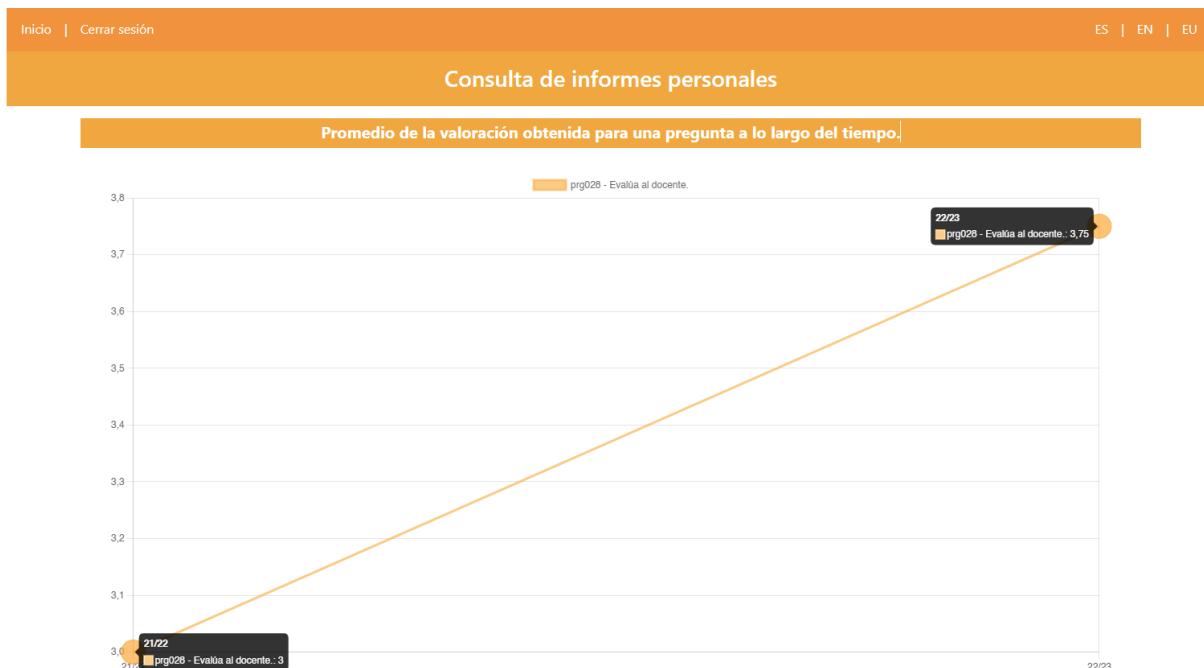 Inicio | Cerrar sesión
ES | EN | EU
Consulta de informes personales
Promedio de la valoración obtenida para una pregunta a lo largo del tiempo.
prg028 - Evalúa al docente.
3,8
22/23
prg028 - Evalúa al docente.: 3,75
3,7
3,6
3,5
3,4
3,3
3,2
3,1
3,0
21/22
prg028 - Evalúa al docente.: 3
22/23